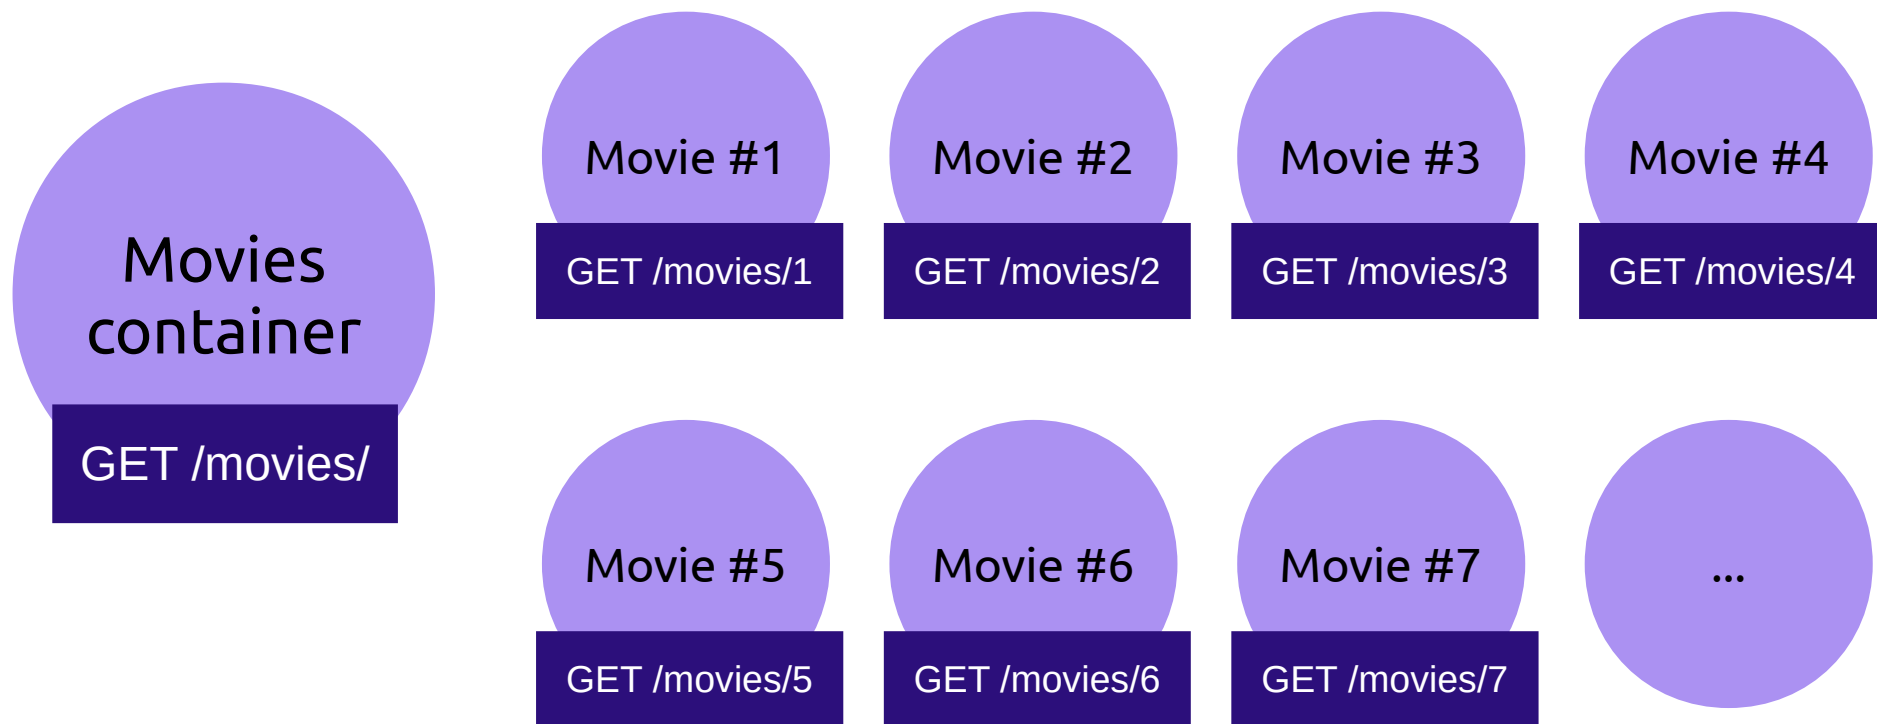 Movies
container
GET /movies/
Movie #1
GET /movies/1
Movie #2
GET /movies/2
Movie #3
GET /movies/3
Movie #4
GET /movies/4
Movie #5
GET /movies/5
Movie #6
GET /movies/6
Movie #7
GET /movies/7
...